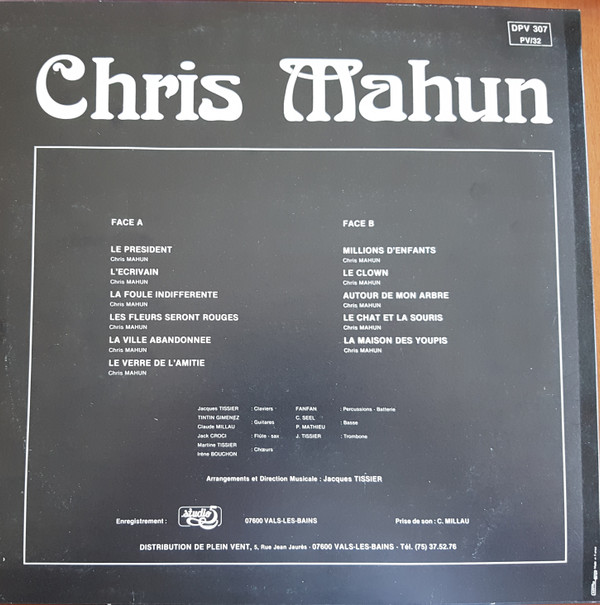 DPV 307
PV/32
Chris Mahun
FACE A
LE PRESIDENT
Chris MAHUN
L'ECRIVAIN
Chris MAHUN
LA FOULE INDIFFERENTE
Chris MAHUN
LES FLEURS SERONT ROUGES
Chris MAHUN
LA VILLE ABANDONNEE
Chris MAHUN
LE VERRE DE L'AMITIE
Chris MAHUN
FACE B
MILLIONS D'ENFANTS
Chris MAHUN
LE CLOWN
Chris MAHUN
AUTOUR DE MON ARBRE
Chris MAHUN
LE CHAT ET LA SOURIS
Chris MAHUN
LA MAISON DES YOUPIS
Chris MAHUN
Jacques TISSIER : Claviers
TINTIN GIMENEZ
Claude MILLAU : Guitares
Jack CROCI : Flûte - sax
Martine TISSIER
Irène BOUCHON : Chœurs
FANFAN : Percussions - Batterie
C. SEEL
P. MATHIEU : Basse
J. TISSIER : Trombone
Arrangements et Direction Musicale : Jacques TISSIER
Enregistrement : studio 5 07600 VALS-LES-BAINS Prise de son : C. MILLAU
DISTRIBUTION DE PLEIN VENT, 5, Rue Jean Jaurès - 07600 VALS-LES-BAINS - Tél. (75) 37.52.76